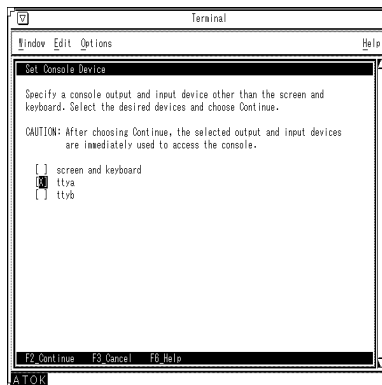 Terminal
Window Edit Options Help
Set Console Device
Specify a console output and input device other than the screen and
keyboard. Select the desired devices and choose Continue.
CAUTION: After choosing Continue, the selected output and input devices
are immediately used to access the console.
[ ] screen and keyboard
[X] ttya
[ ] ttyb
F2_Continue F3_Cancel F6_Help
ATOK